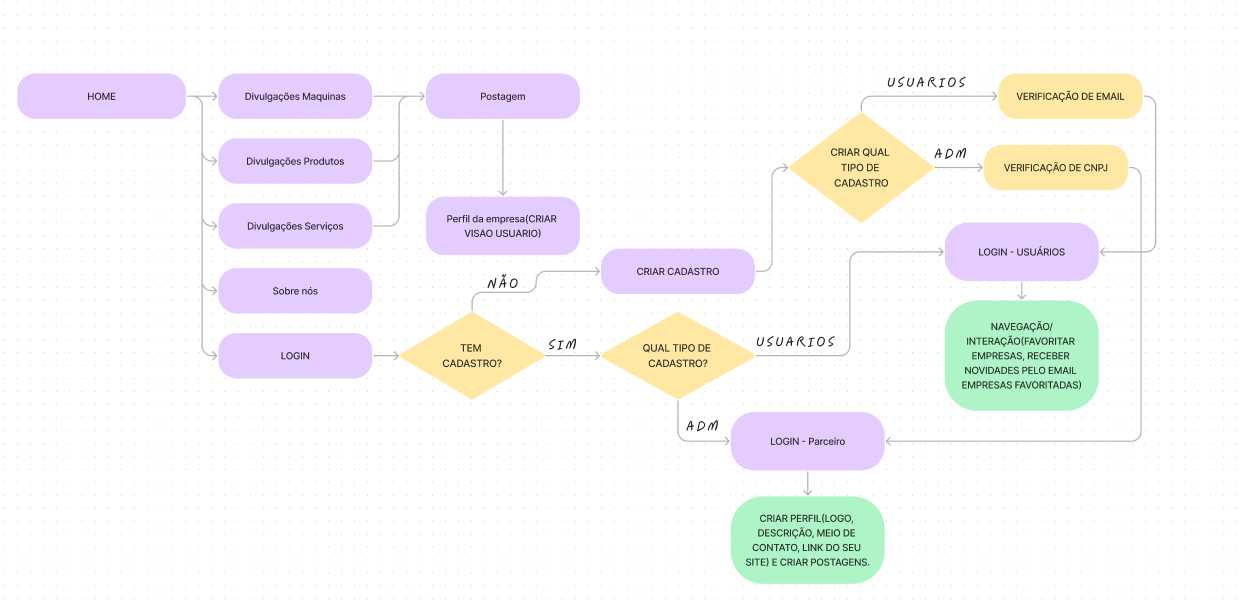 HOME
Divulgações Maquinas
Postagem
USUARIOS
VERIFICAÇÃO DE EMAIL
Divulgações Produtos
CRIAR QUAL
TIPO DE
CADASTRO
ADM
VERIFICAÇÃO DE CNPJ
Divulgações Serviços
Perfil da empresa(CRIAR
VISAO USUARIO)
LOGIN - USUÁRIOS
Sobre nós
NÃO
CRIAR CADASTRO
LOGIN
TEM
CADASTRO?
SIM
QUAL TIPO DE
CADASTRO?
USUARIOS
NAVEGAÇÃO/
INTERAÇÃO(FAVORITAR
EMPRESAS, RECEBER
NOVIDADES PELO EMAIL
EMPRESAS FAVORITADAS)
ADM
LOGIN - Parceiro
CRIAR PERFIL(LOGO,
DESCRIÇÃO, MEIO DE
CONTATO, LINK DO SEU
SITE) E CRIAR POSTAGENS.